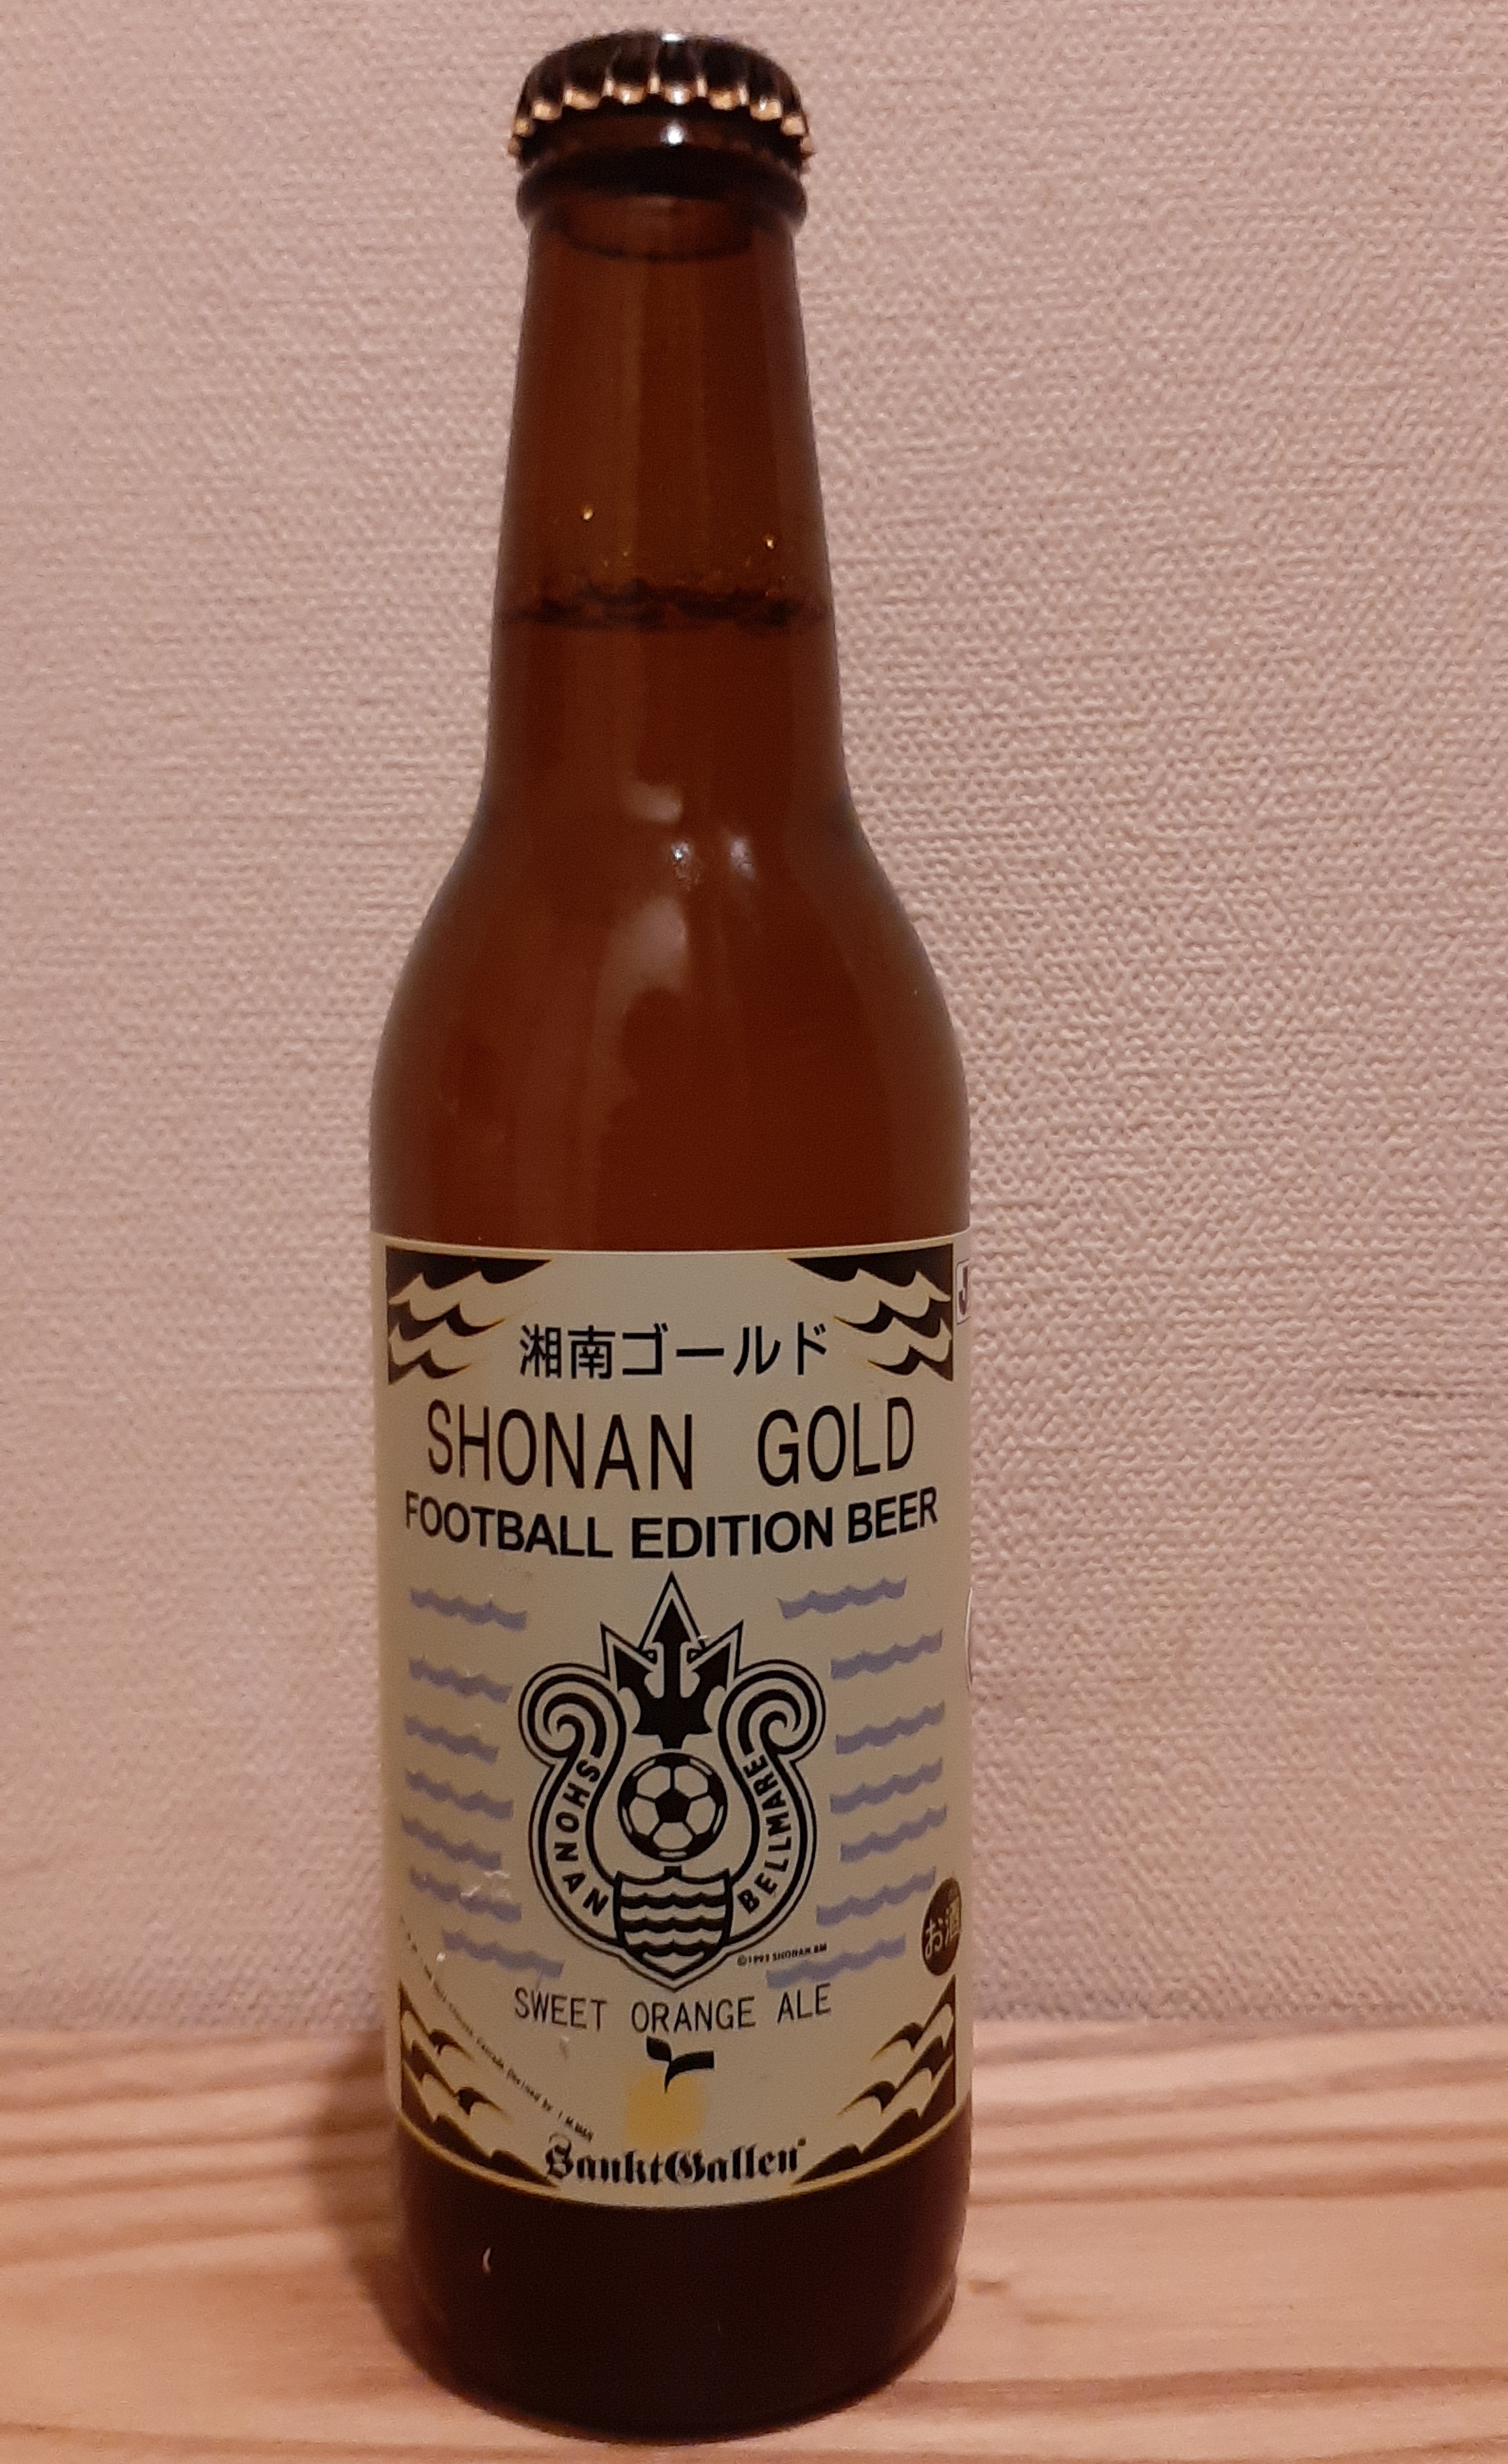 湘南ゴールド
SHONAN GOLD
FOOTBALL EDITION BEER
SHONAN
BELLMARE
お酒
SWEET ORANGE ALE
SanktGallen